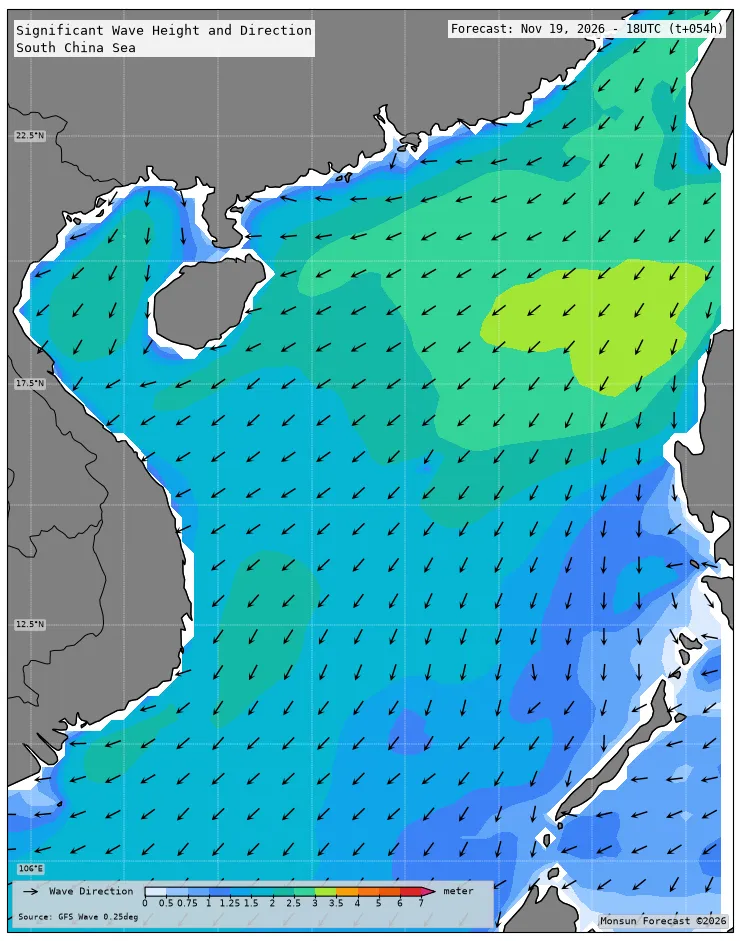 Significant Wave Height and Direction
South China Sea
Forecast: Nov 19, 2026 - 18UTC (t+054h)
22.5°N
17.5°N
12.5°N
106°E
Wave Direction
0 0.5 0.75 1 1.25 1.5 2 2.5 3 3.5 4 5 6 7 meter
Source: GFS Wave 0.25deg
Monsun Forecast ©2026